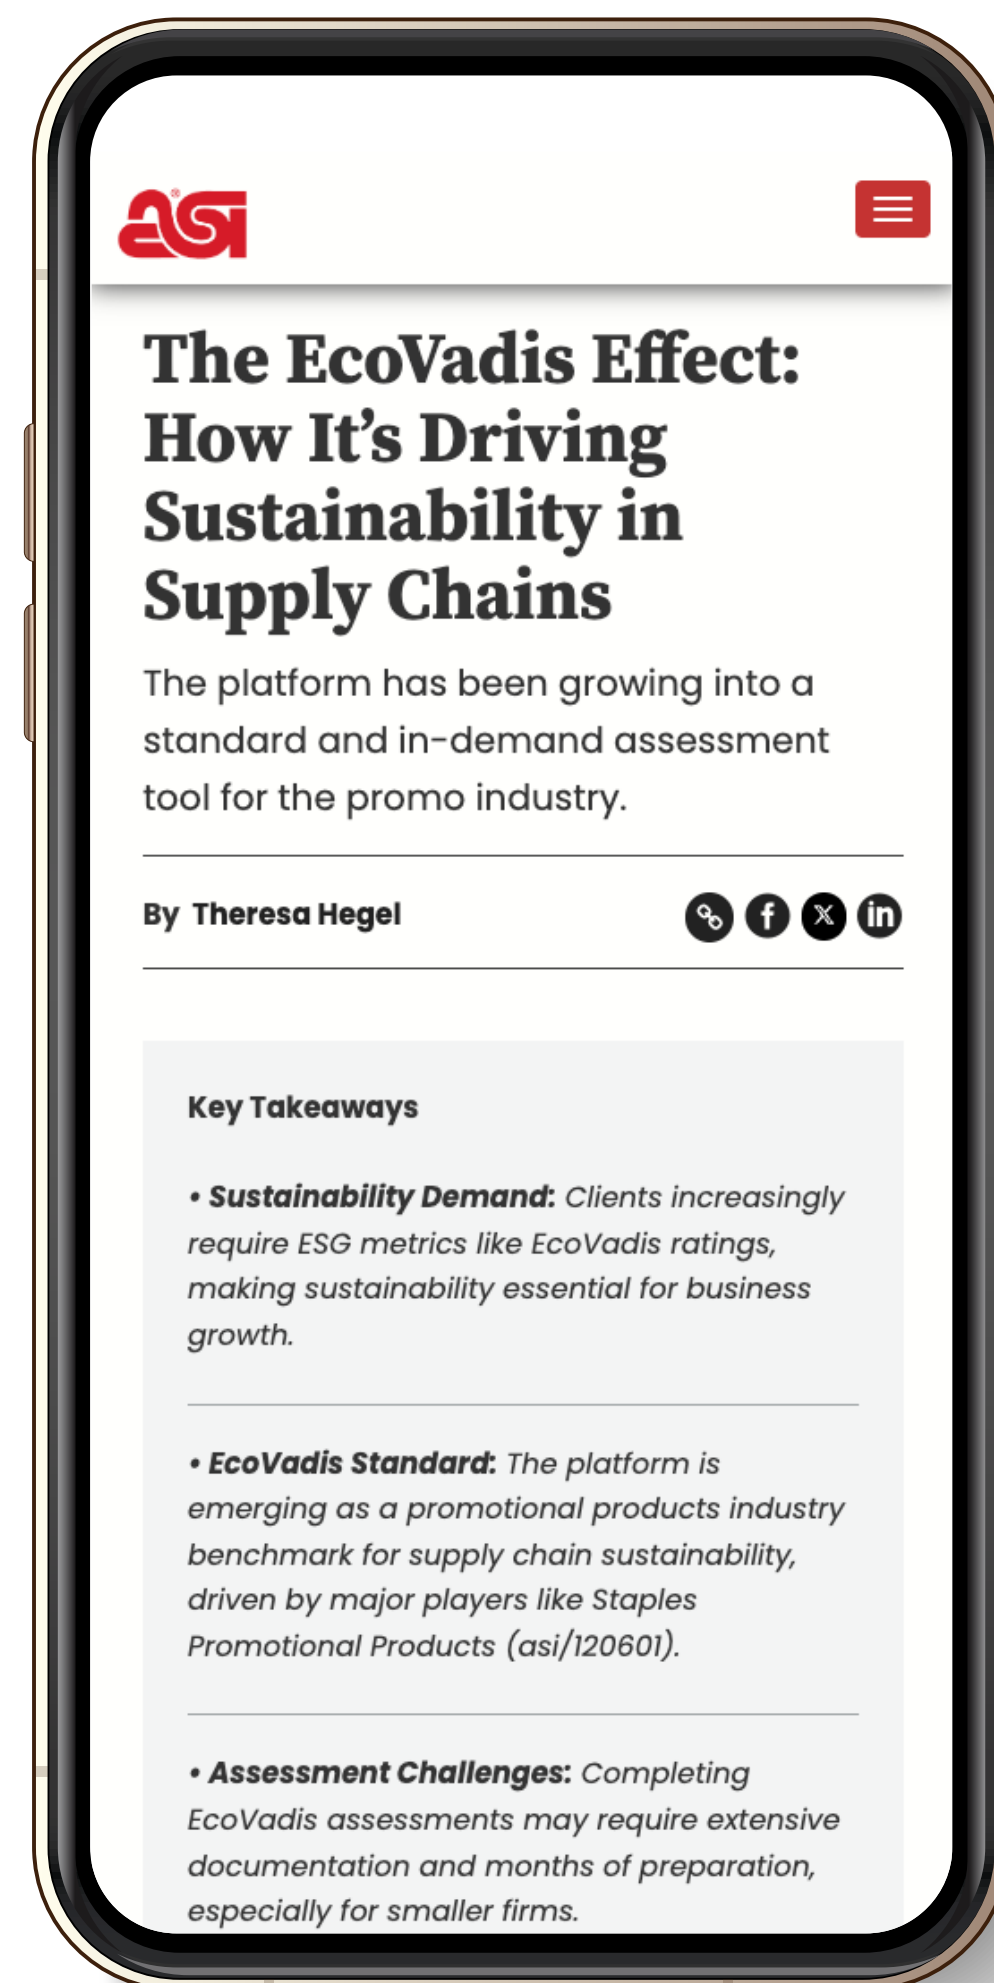 asi®
The EcoVadis Effect:
How It’s Driving
Sustainability in
Supply Chains
The platform has been growing into a
standard and in-demand assessment
tool for the promo industry.
By Theresa Hegel
f X in
Key Takeaways
• Sustainability Demand: Clients increasingly
require ESG metrics like EcoVadis ratings,
making sustainability essential for business
growth.
• EcoVadis Standard: The platform is
emerging as a promotional products industry
benchmark for supply chain sustainability,
driven by major players like Staples
Promotional Products (asi/120601).
• Assessment Challenges: Completing
EcoVadis assessments may require extensive
documentation and months of preparation,
especially for smaller firms.